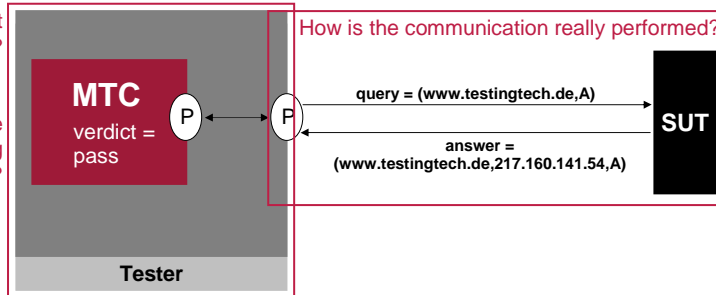 How is the communication really performed?
MTC
verdict =
pass
P
P
query = (www.testingtech.de,A)
answer =
(www.testingtech.de,217.160.141.54,A)
SUT
Tester